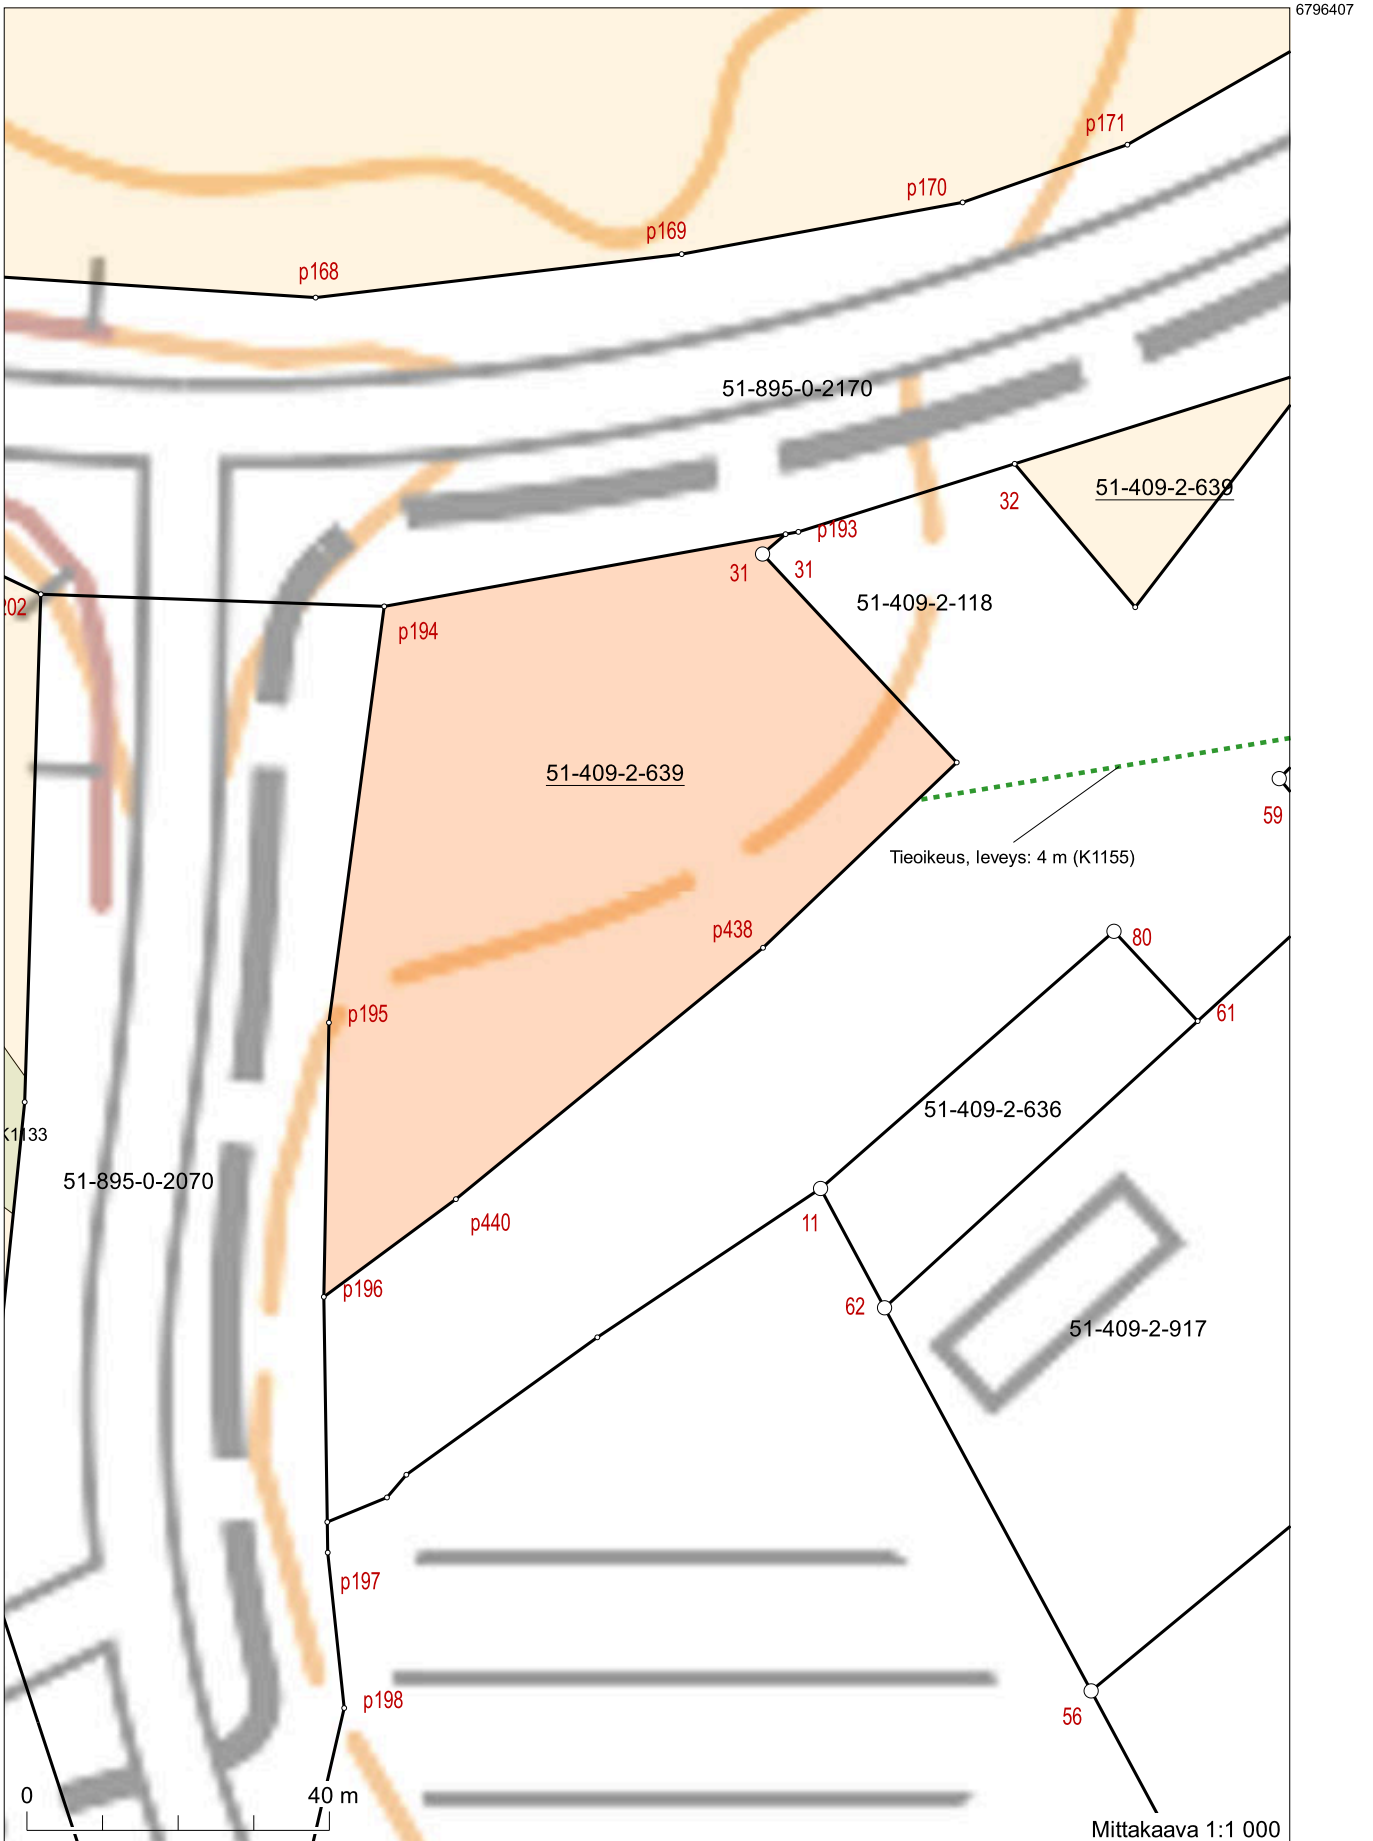 6796407
p171
p170
p169
p168
51-895-0-2170
51-409-2-639
32
p193
31
31
51-409-2-118
202
p194
51-409-2-639
59
Tieoikeus, leveys: 4 m (K1155)
p438
80
p195
61
51-409-2-636
K1133
51-895-0-2070
p440
11
p196
62
51-409-2-917
p197
p198
56
0
40 m
Mittakaava 1:1 000